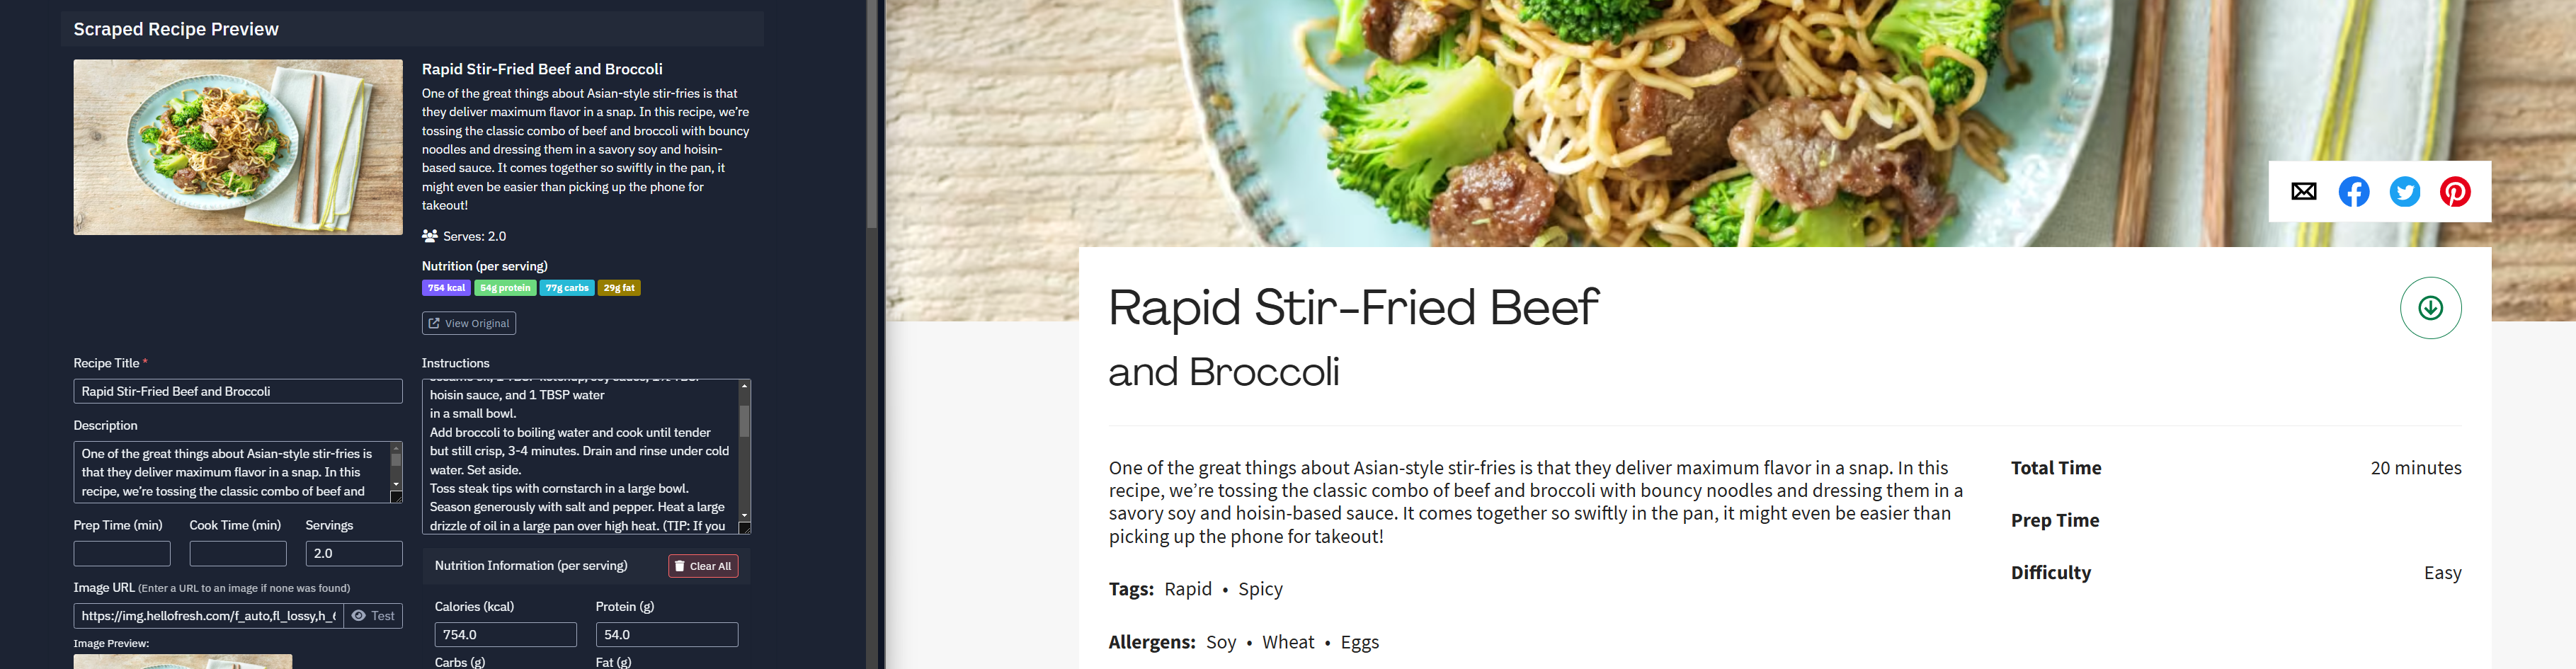 Scraped Recipe Preview
Rapid Stir-Fried Beef and Broccoli
One of the great things about Asian-style stir-fries is that
they deliver maximum flavor in a snap. In this recipe, we’re
tossing the classic combo of beef and broccoli with bouncy
noodles and dressing them in a savory soy and hoisin-
based sauce. It comes together so swiftly in the pan, it
might even be easier than picking up the phone for
takeout!
Serves: 2.0
Nutrition (per serving)
754 kcal 54g protein 77g carbs 29g fat
View Original
Recipe Title *
Rapid Stir-Fried Beef and Broccoli
Description
One of the great things about Asian-style stir-fries is
that they deliver maximum flavor in a snap. In this
recipe, we’re tossing the classic combo of beef and
Prep Time (min) Cook Time (min) Servings
2.0
Image URL (Enter a URL to an image if none was found)
https://img.hellofresh.com/f_auto,fl_lossy,h_ Test
Image Preview:
Instructions
hoisin sauce, and 1 TBSP water
in a small bowl.
Add broccoli to boiling water and cook until tender
but still crisp, 3-4 minutes. Drain and rinse under cold
water. Set aside.
Toss steak tips with cornstarch in a large bowl.
Season generously with salt and pepper. Heat a large
drizzle of oil in a large pan over high heat. (TIP: If you
Nutrition Information (per serving) Clear All
Calories (kcal) Protein (g)
754.0 54.0
Carbs (g) Fat (g)
Rapid Stir-Fried Beef
and Broccoli
One of the great things about Asian-style stir-fries is that they deliver maximum flavor in a snap. In this
recipe, we’re tossing the classic combo of beef and broccoli with bouncy noodles and dressing them in a
savory soy and hoisin-based sauce. It comes together so swiftly in the pan, it might even be easier than
picking up the phone for takeout!
Tags: Rapid • Spicy
Allergens: Soy • Wheat • Eggs
Total Time 20 minutes
Prep Time
Difficulty Easy